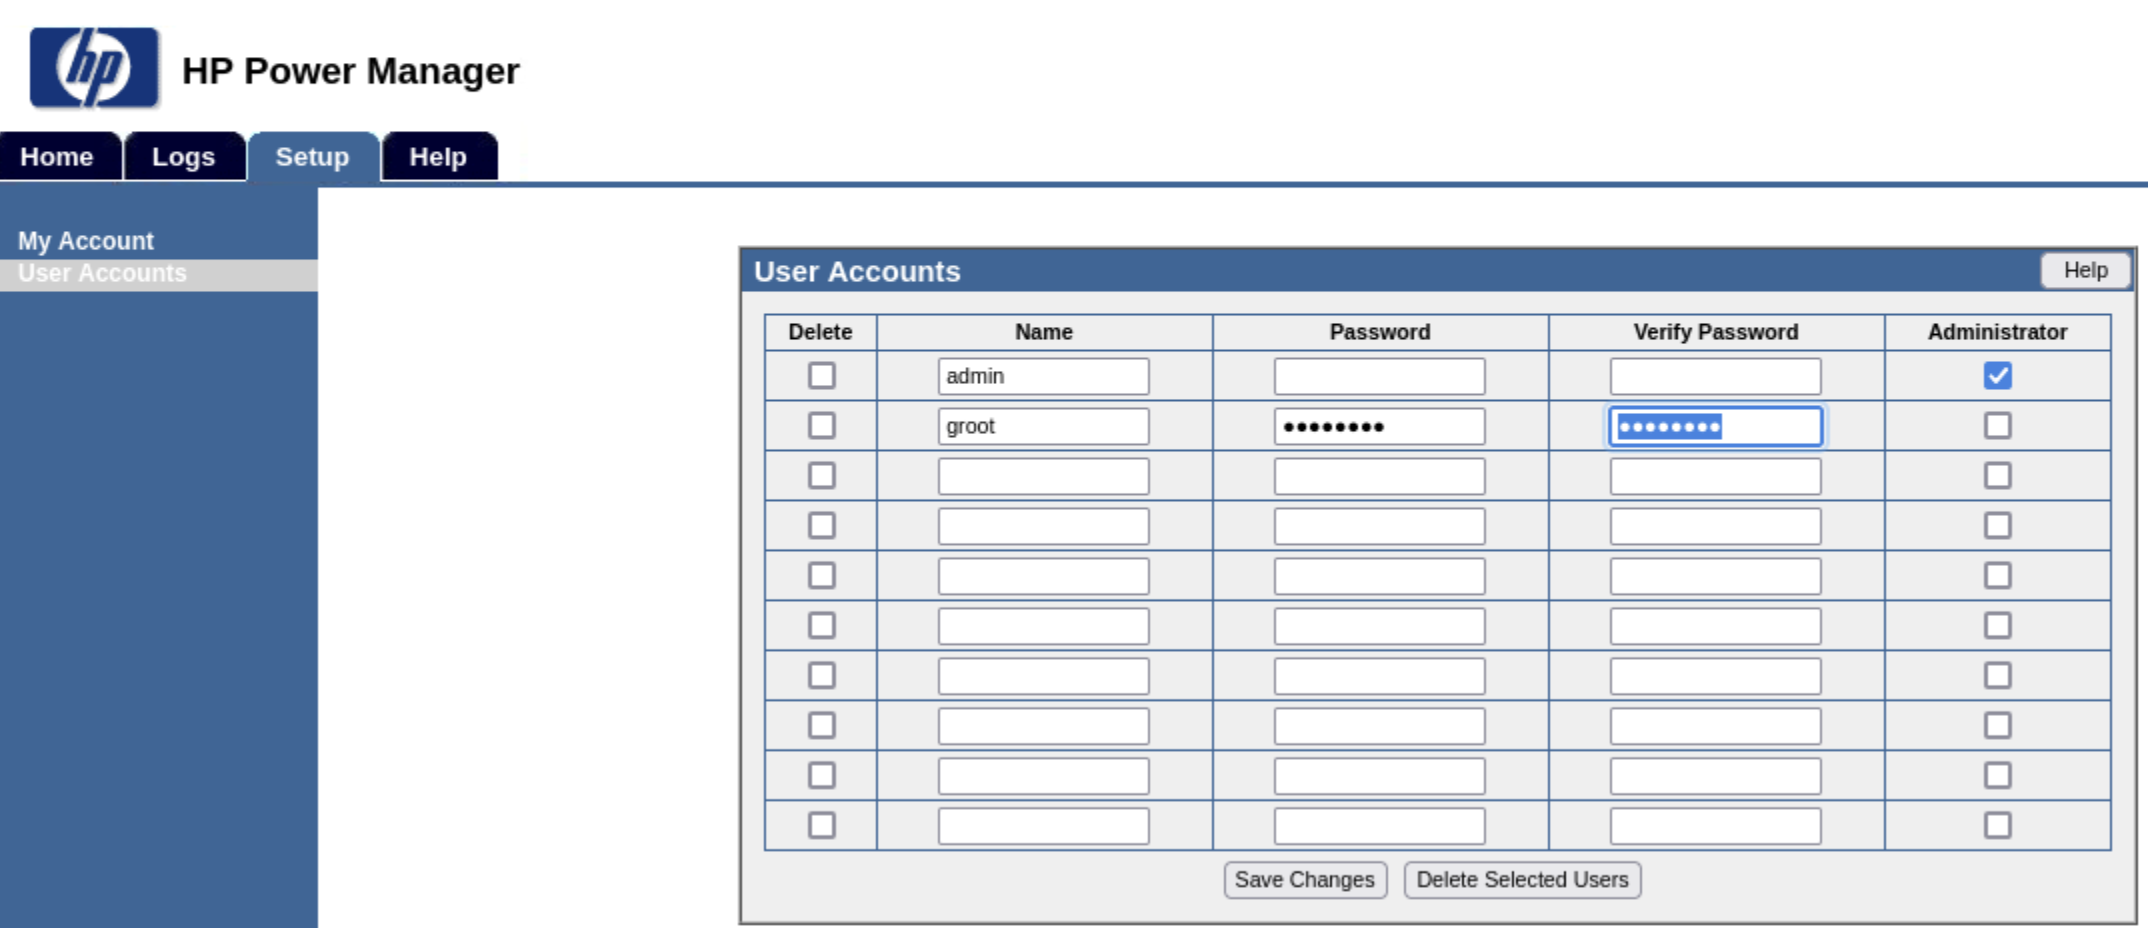 hp HP Power Manager
Home Logs Setup Help
My Account
User Accounts
User Accounts Help
Delete Name Password Verify Password Administrator
admin
groot •••••••• ••••••••
Save Changes Delete Selected Users